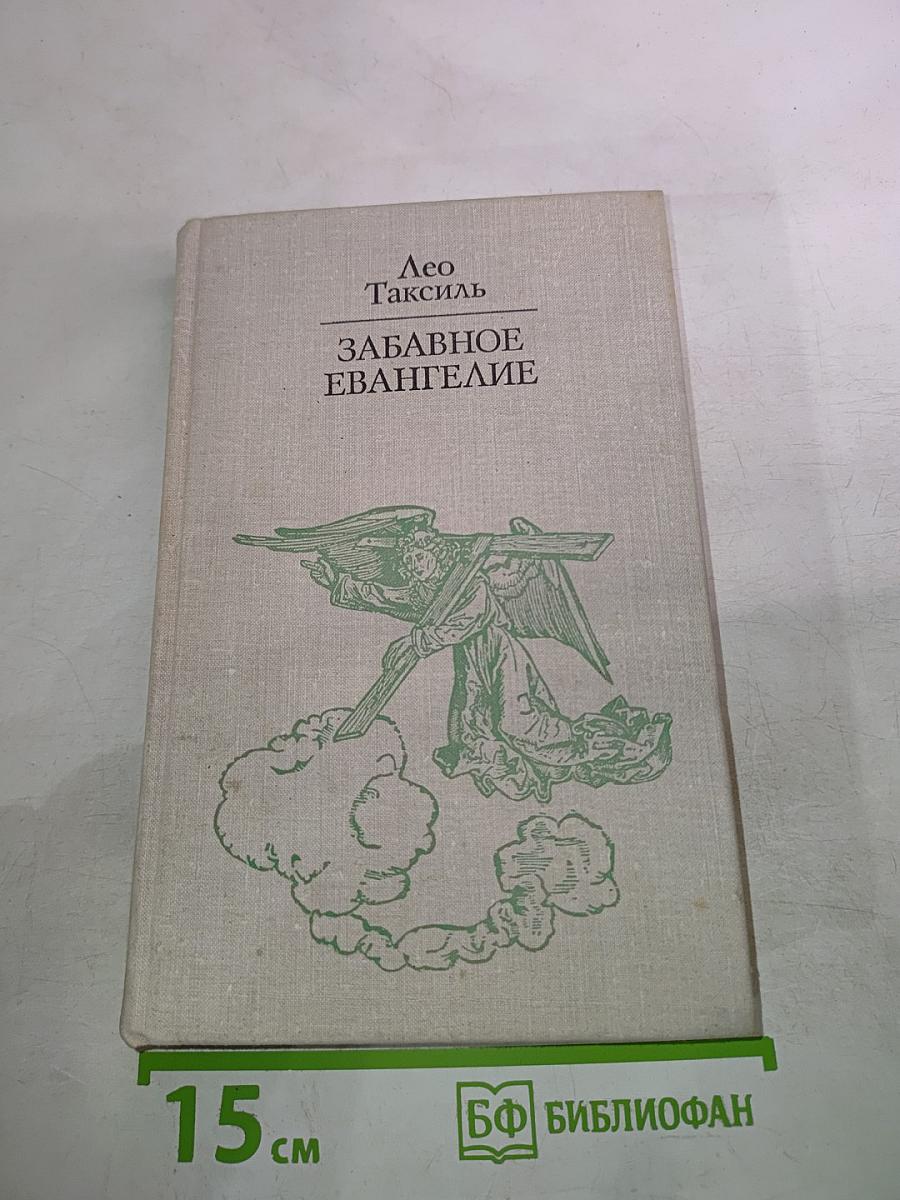 Лео
Таксиль
ЗАБАВНОЕ
ЕВАНГЕЛИЕ
15 см
БФ БИБЛИОФАН